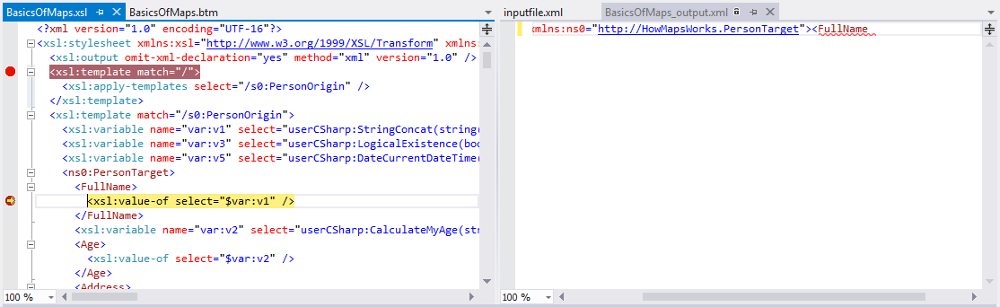 BasicsOfMaps.xsl BasicsOfMaps.btm
<?xml version="1.0" encoding="UTF-16"?>
<xsl:stylesheet xmlns:xsl="http://www.w3.org/1999/XSL/Transform" xmlns:
<xsl:output omit-xml-declaration="yes" method="xml" version="1.0" />
<xsl:template match="/">
<xsl:apply-templates select="/s0:PersonOrigin" />
</xsl:template>
<xsl:template match="/s0:PersonOrigin">
<xsl:variable name="var:v1" select="userCSharp:StringConcat(string(
<xsl:variable name="var:v3" select="userCSharp:LogicalExistence(boo
<xsl:variable name="var:v5" select="userCSharp:DateCurrentDateTime(
<ns0:PersonTarget>
<FullName>
<xsl:value-of select="$var:v1" />
</FullName>
<xsl:variable name="var:v2" select="userCSharp:CalculateMyAge(str
<Age>
<xsl:value-of select="$var:v2" />
</Age>
<Address>
100 %
inputfile.xml BasicsOfMaps_output.xml
xmlns:ns0="http://HowMapsWorks.PersonTarget"><FullName
100 %